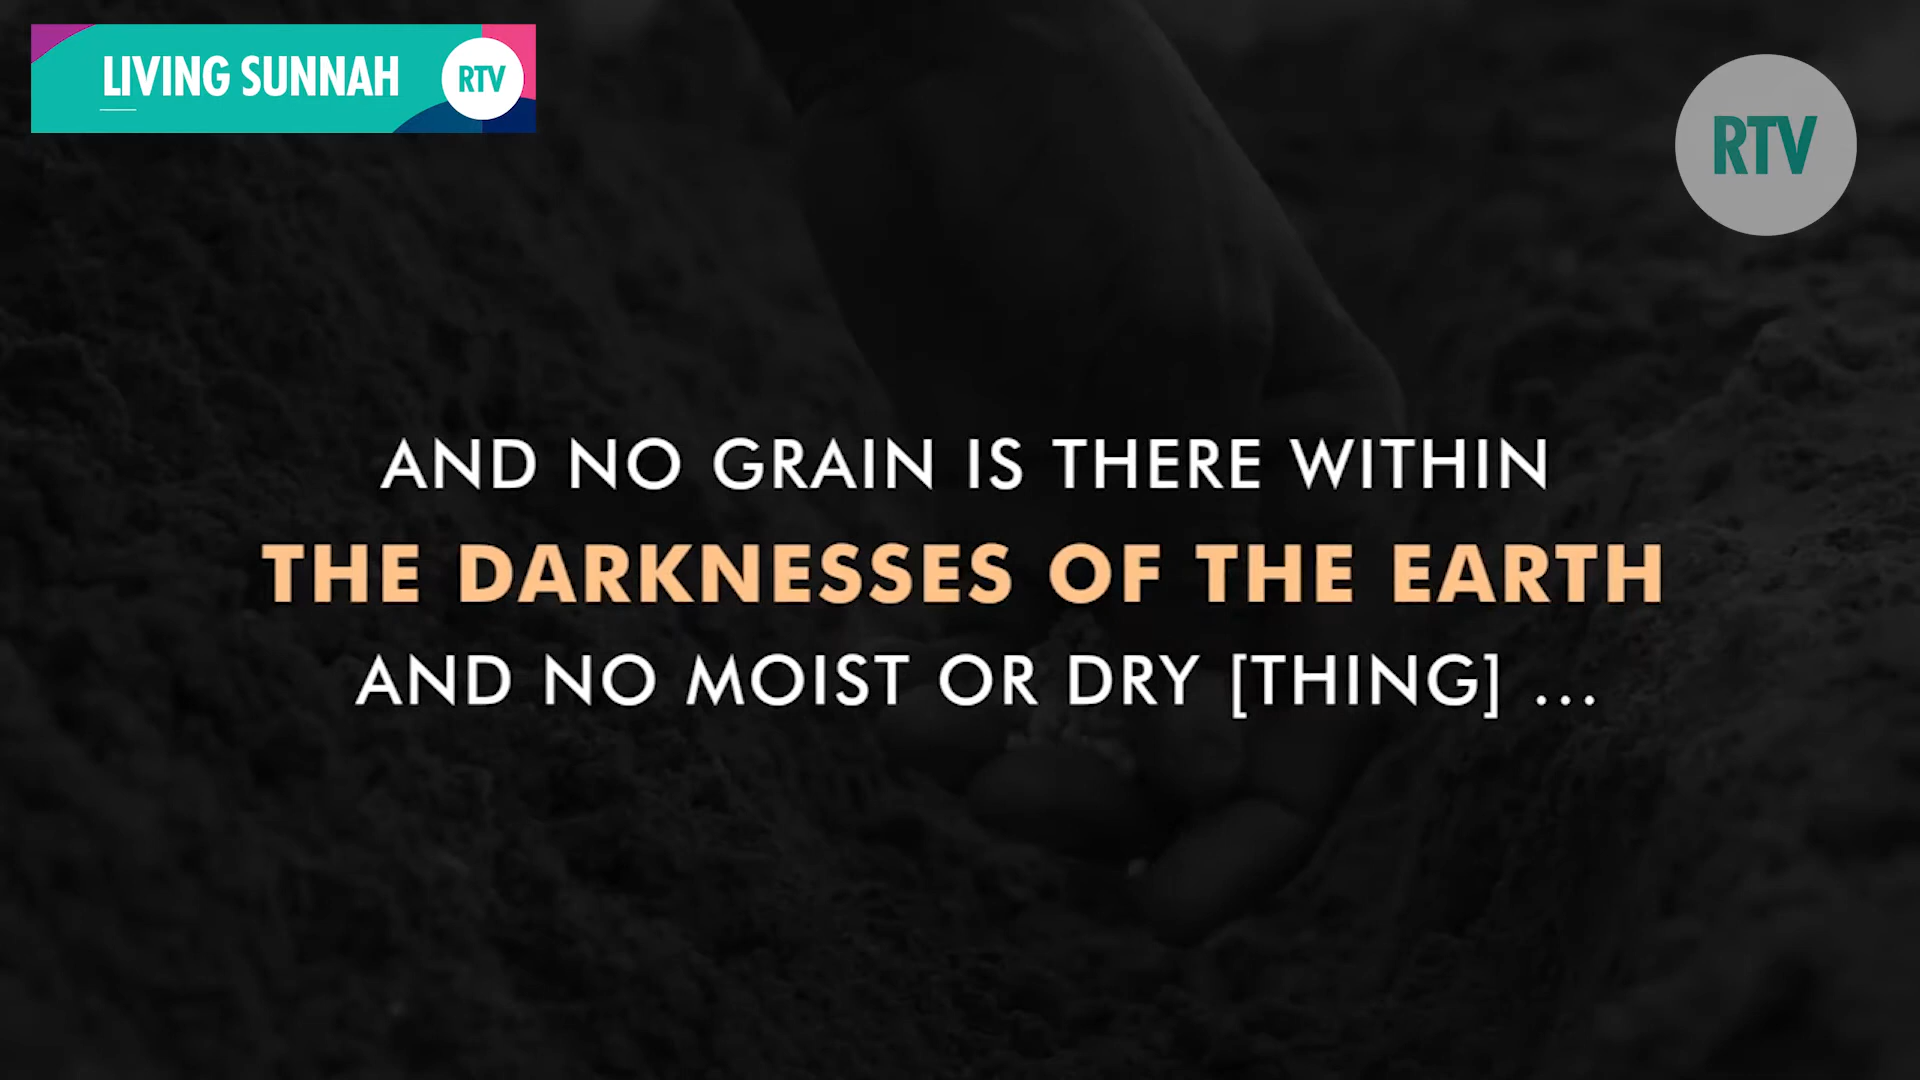 LIVING SUNNAH
RTV
RTV
AND NO GRAIN IS THERE WITHIN
THE DARKNESSES OF THE EARTH
AND NO MOIST OR DRY [THING] ...